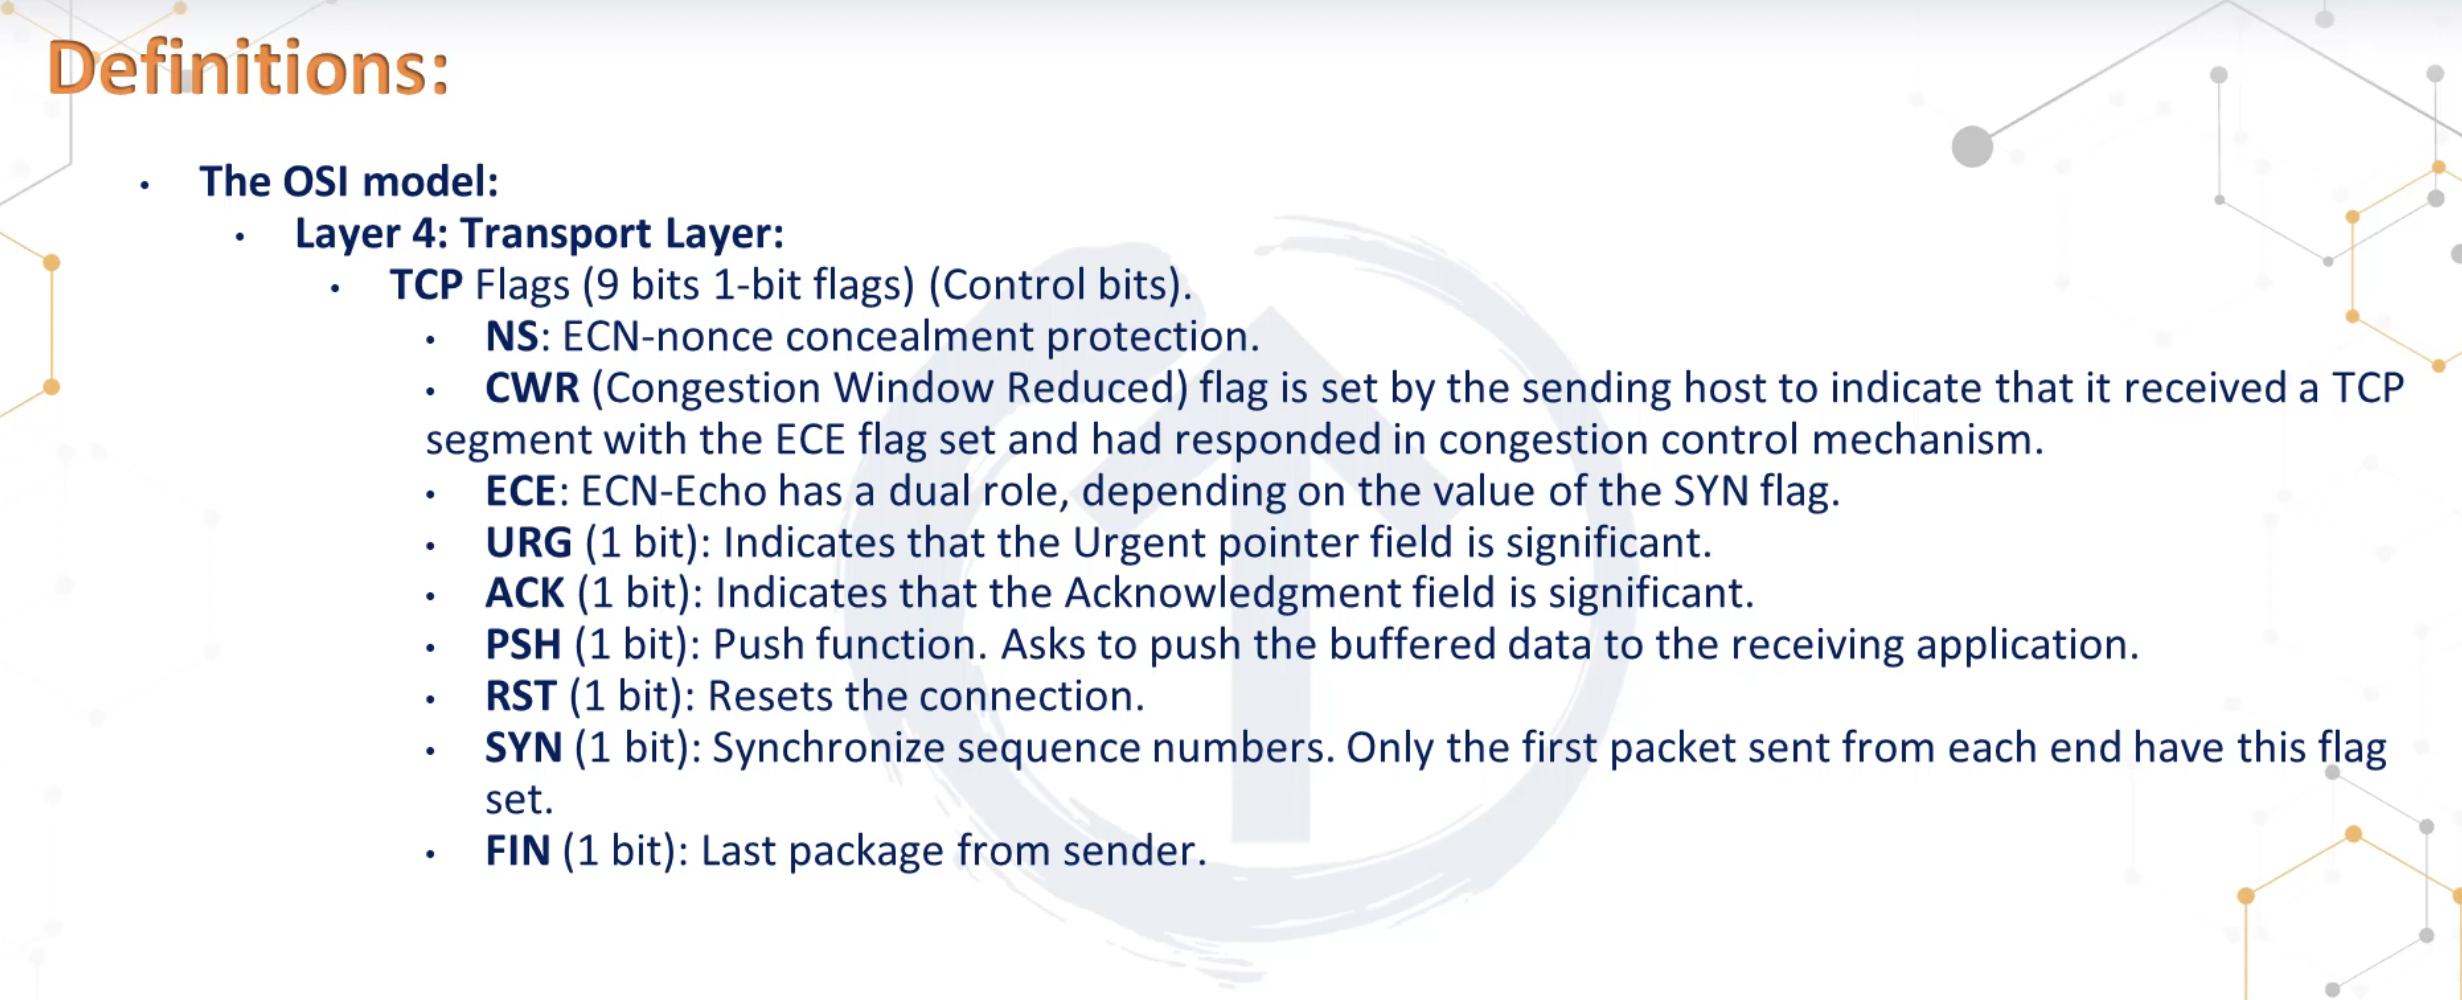 Definitions:
• The OSI model:
• Layer 4: Transport Layer:
• TCP Flags (9 bits 1-bit flags) (Control bits).
• NS: ECN-nonce concealment protection.
• CWR (Congestion Window Reduced) flag is set by the sending host to indicate that it received a TCP
segment with the ECE flag set and had responded in congestion control mechanism.
• ECE: ECN-Echo has a dual role, depending on the value of the SYN flag.
• URG (1 bit): Indicates that the Urgent pointer field is significant.
• ACK (1 bit): Indicates that the Acknowledgment field is significant.
• PSH (1 bit): Push function. Asks to push the buffered data to the receiving application.
• RST (1 bit): Resets the connection.
• SYN (1 bit): Synchronize sequence numbers. Only the first packet sent from each end have this flag
set.
• FIN (1 bit): Last package from sender.